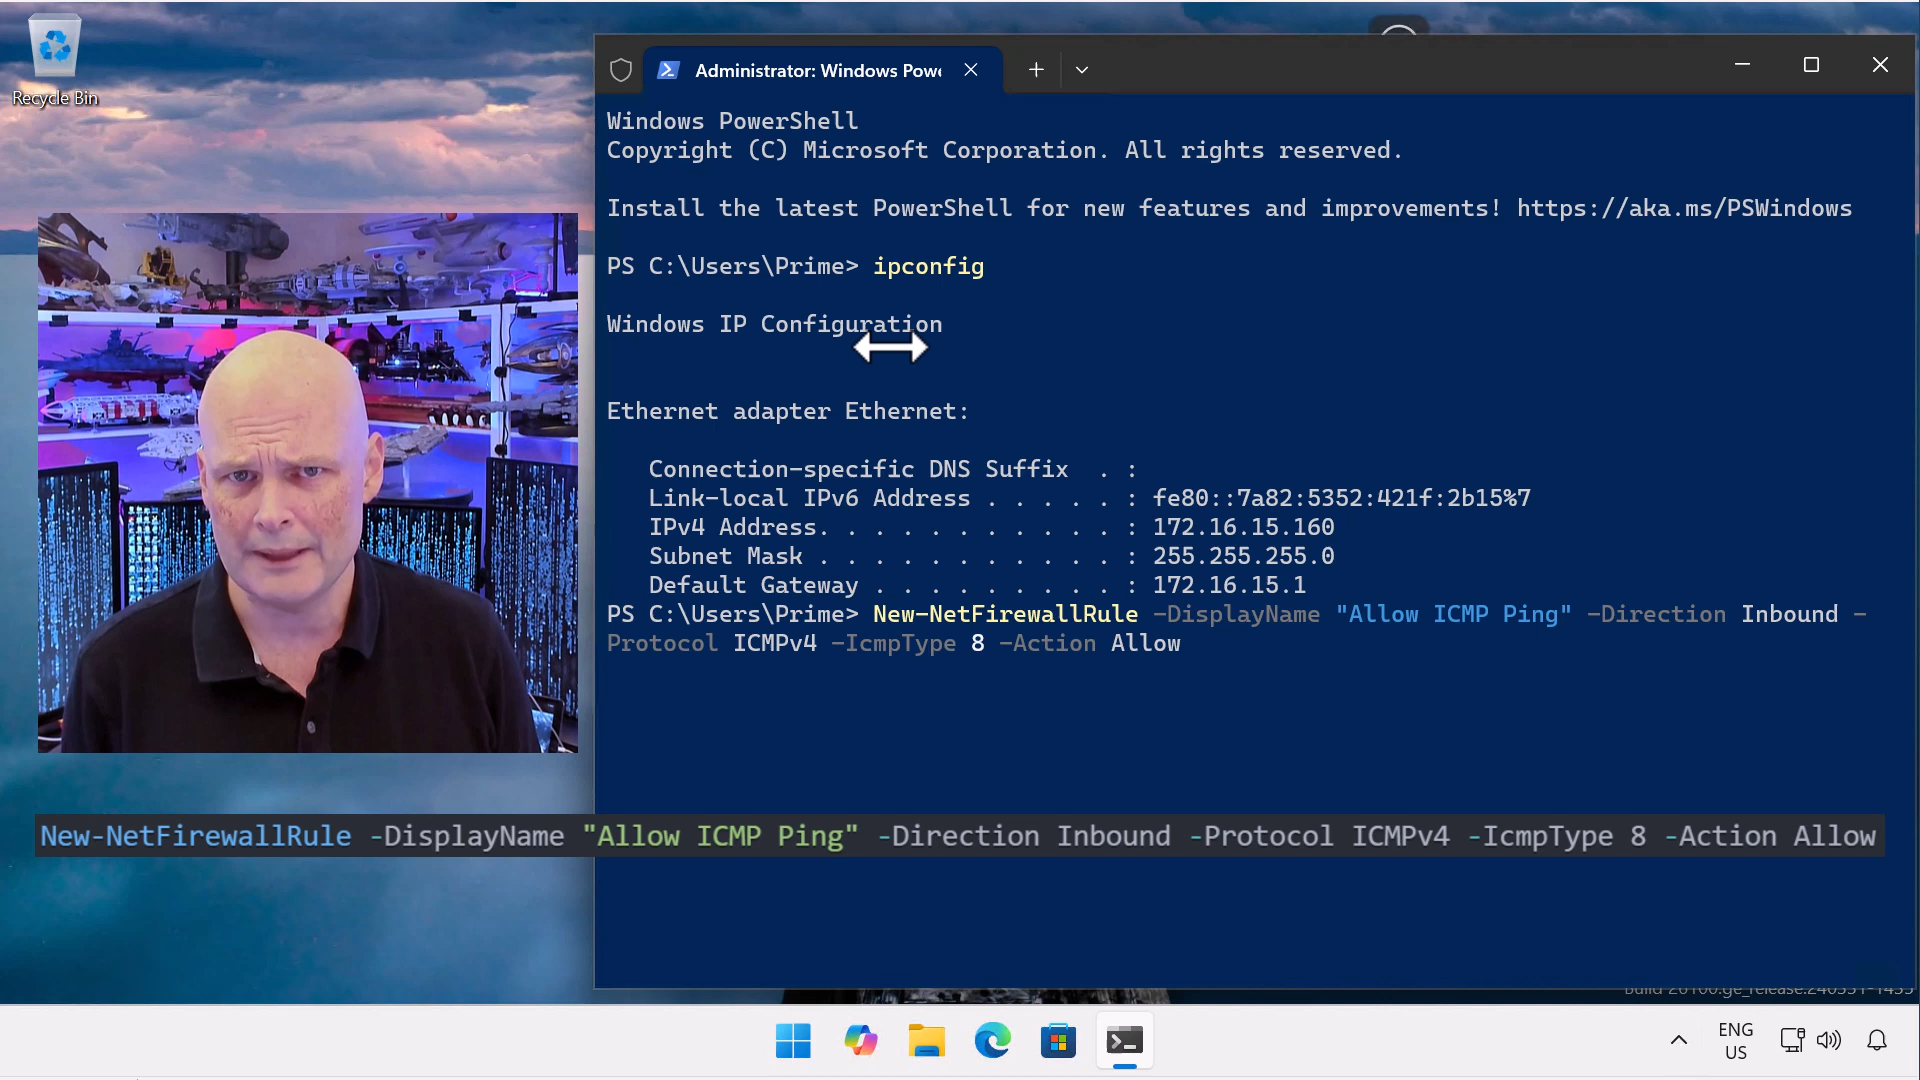 Recycle Bin
Administrator: Windows Pow
Windows PowerShell
Copyright (C) Microsoft Corporation. All rights reserved.
Install the latest PowerShell for new features and improvements! https://aka.ms/PSWindows
PS C:\Users\Prime> ipconfig
Windows IP Configuration
Ethernet adapter Ethernet:
Connection-specific DNS Suffix  . :
Link-local IPv6 Address . . . . . : fe80::7a82:5352:421f:2b15%7
IPv4 Address. . . . . . . . . . . : 172.16.15.160
Subnet Mask . . . . . . . . . . . : 255.255.255.0
Default Gateway . . . . . . . . . : 172.16.15.1
PS C:\Users\Prime> New-NetFirewallRule -DisplayName "Allow ICMP Ping" -Direction Inbound -
Protocol ICMPv4 -IcmpType 8 -Action Allow
New-NetFirewallRule -DisplayName "Allow ICMP Ping" -Direction Inbound -Protocol ICMPv4 -IcmpType 8 -Action Allow
ENG
US